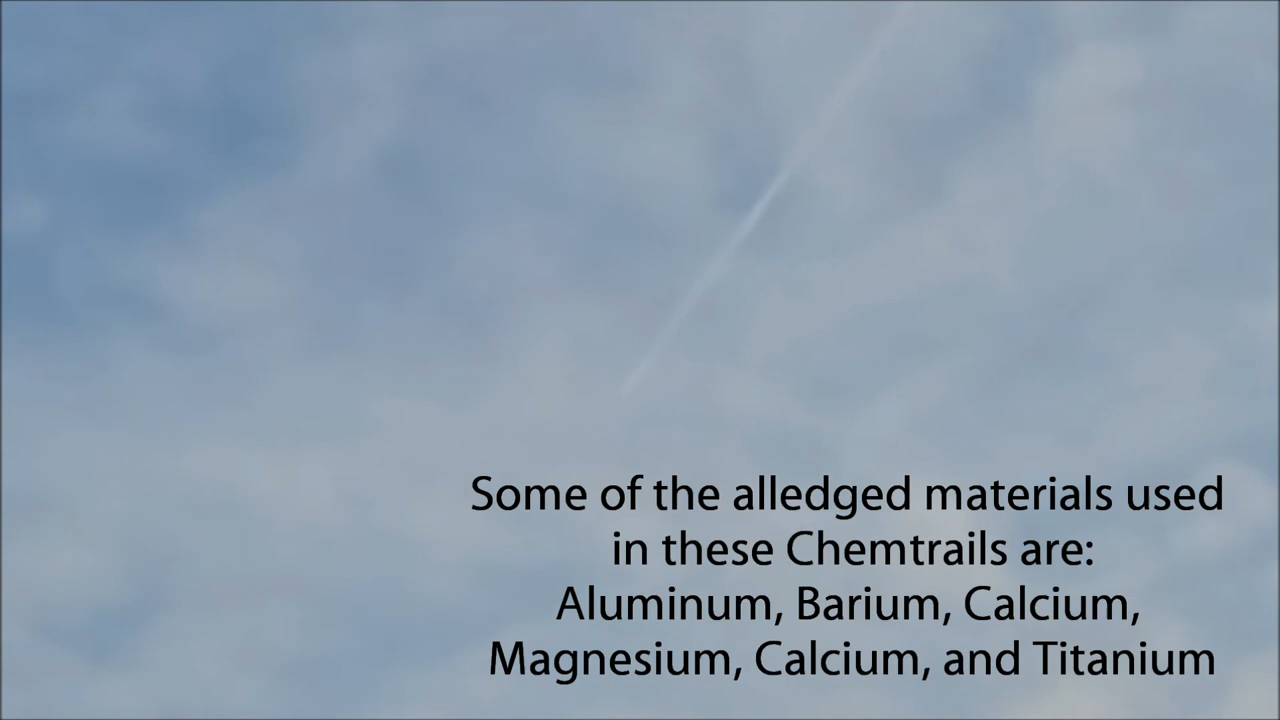 Some of the alledged materials used
in these Chemtrails are:
Aluminum, Barium, Calcium,
Magnesium, Calcium, and Titanium